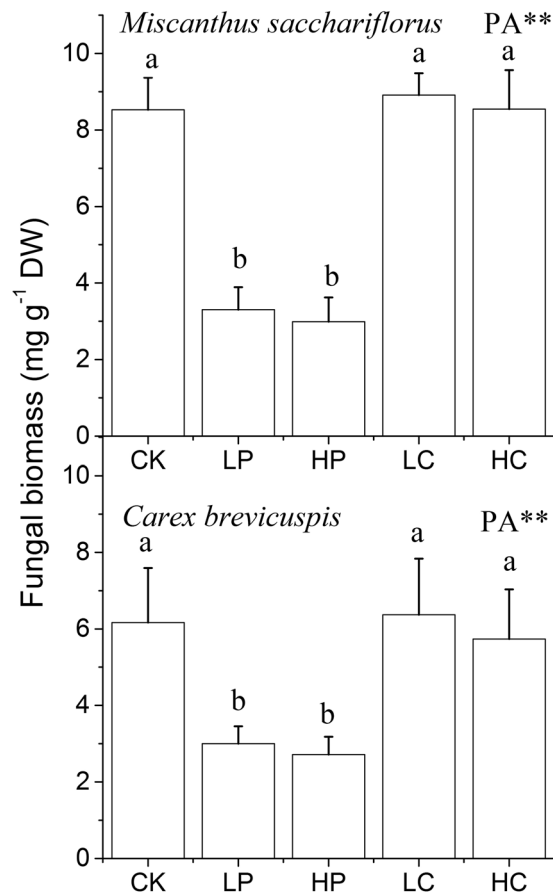 Miscanthus sacchariflorus PA**
10
a a a
8
6
b b
4
2
0
CK LP HP LC HC
Fungal biomass (mg g⁻¹ DW)
10
Carex brevicuspis PA**
a a a
8
6
b b
4
2
0
CK LP HP LC HC